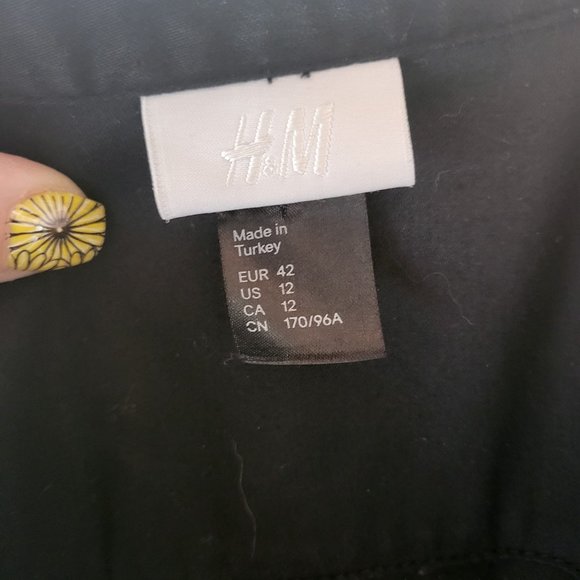 H&M
Made in
Turkey
EUR 42
US 12
CA 12
CN 170/96A